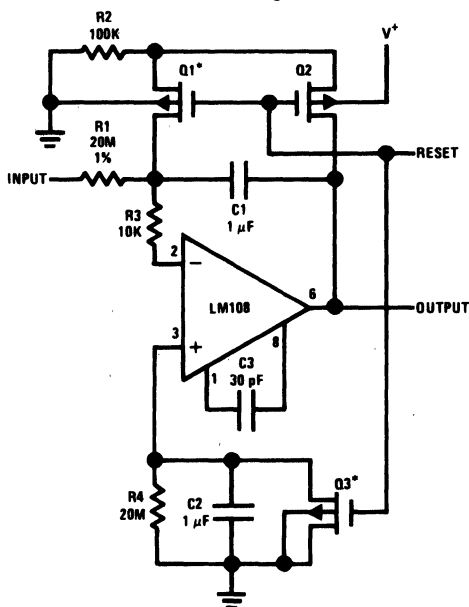 R2
100K
Q1*
Q2
V+
R1
20M
1%
RESET
INPUT
R3
10K
C1
1 μF
2
6
LM108
OUTPUT
3
8
C3
30 pF
1
R4
20M
C2
1 μF
Q3*